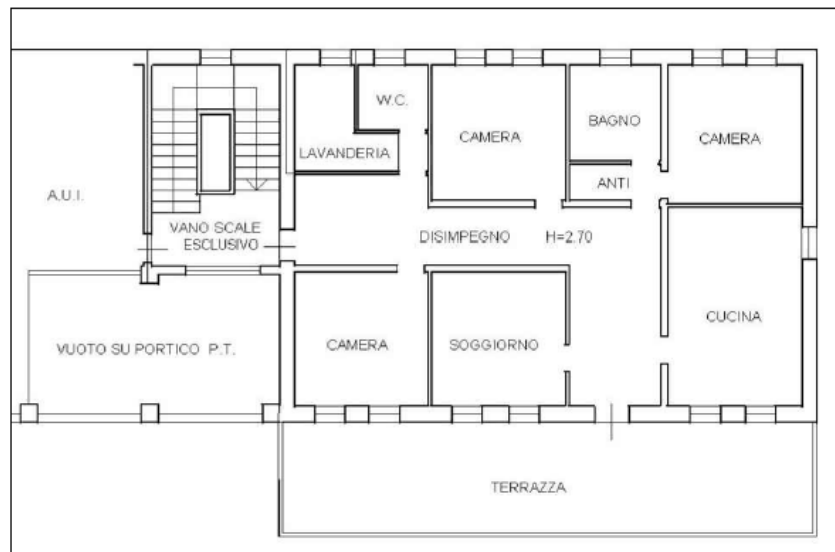 W.C.
CAMERA
BAGNO
CAMERA
LAVANDERIA
A.U.I.
ANTI
VANO SCALE
ESCLUSIVO
DISIMPEGNO H=2.70
VUOTO SU PORTICO P.T.
CAMERA
SOGGIORNO
CUCINA
TERRAZZA